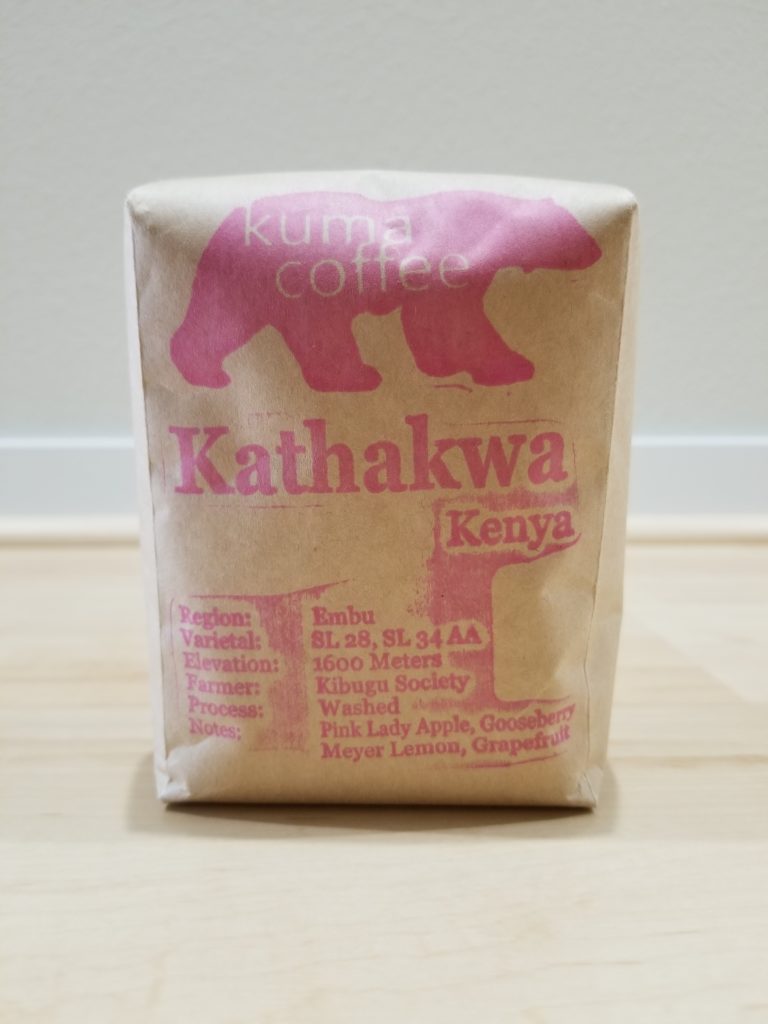 kuma
coffee
Kathakwa
Kenya
Region: Embu
Varietal: SL 28, SL 34 AA
Elevation: 1600 Meters
Farmer: Kibugu Society
Process: Washed
Notes: Pink Lady Apple, Gooseberry
Meyer Lemon, Grapefruit